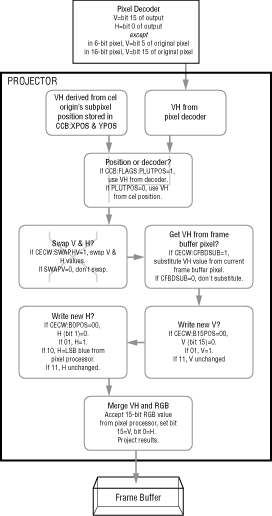 Pixel Decoder
V=bit 15 of output
H=bit 0 of output
except
in 6-bit pixel, V=bit 5 of original pixel
in 16-bit pixel, V=bit 15 of original pixel
PROJECTOR
VH derived from cel
origin's subpixel
position stored in
CCB:XPOS & YPOS
VH from
pixel decoder
Position or decoder?
If CCB:FLAGS:PLUTPOS=1,
use VH from decoder.
If PLUTPOS=0, use VH
from cel position.
Swap V & H?
If CECW:SWAPHV=1, swap V &
H values.
If SWAPV=0, don't swap.
Get VH from frame
buffer pixel?
If CECW:CFBDSUB=1,
substitute VH value from current
frame buffer pixel.
If CFBDSUB=0, don't substitute.
Write new H?
If CECW:B0POS=00,
H (bit 1)=0.
If 01, H=1.
If 10, H=LSB blue from
pixel processor.
If 11, H unchanged.
Write new V?
If CECW:B15POS=00,
V (bit 15)=0.
If 01, V=1.
If 11, V unchanged
Merge VH and RGB
Accept 15-bit RGB value
from pixel processor, set bit
15=V, bit 0=H.
Project results.
Frame Buffer